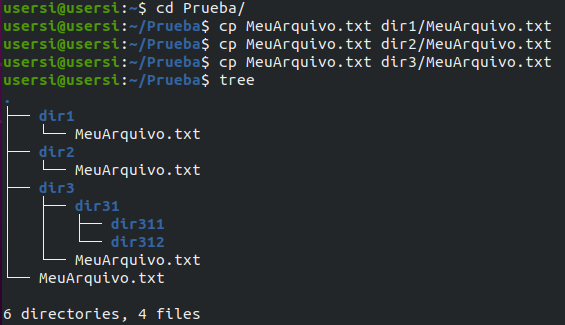 usersi@usersi:~$ cd Prueba/
usersi@usersi:~/Prueba$ cp MeuArquivo.txt dir1/MeuArquivo.txt
usersi@usersi:~/Prueba$ cp MeuArquivo.txt dir2/MeuArquivo.txt
usersi@usersi:~/Prueba$ cp MeuArquivo.txt dir3/MeuArquivo.txt
usersi@usersi:~/Prueba$ tree
.
├── dir1
│   └── MeuArquivo.txt
├── dir2
│   └── MeuArquivo.txt
├── dir3
│   ├── dir31
│   │   ├── dir311
│   │   └── dir312
│   └── MeuArquivo.txt
└── MeuArquivo.txt

6 directories, 4 files